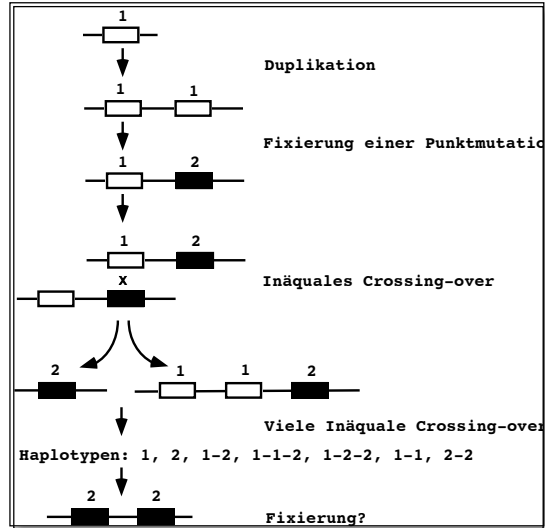 1
Duplikation
1 1
Fixierung einer Punktmutatio
1 2
1 2
x
Inäquales Crossing-over
2 1 1 2
Viele Inäquale Crossing-over
Haplotypen: 1, 2, 1-2, 1-1-2, 1-2-2, 1-1, 2-2
2 2
Fixierung?